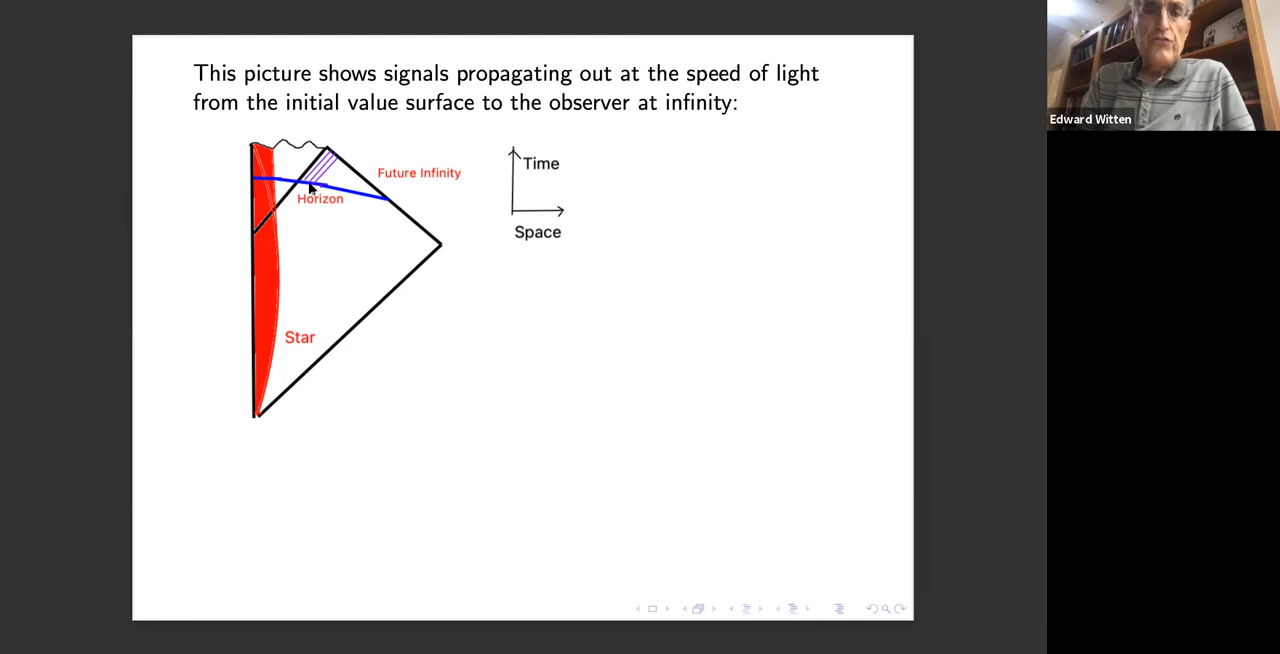 This picture shows signals propagating out at the speed of light
from the initial value surface to the observer at infinity:
Future Infinity
Horizon
Star
Time
Space
Edward Witten